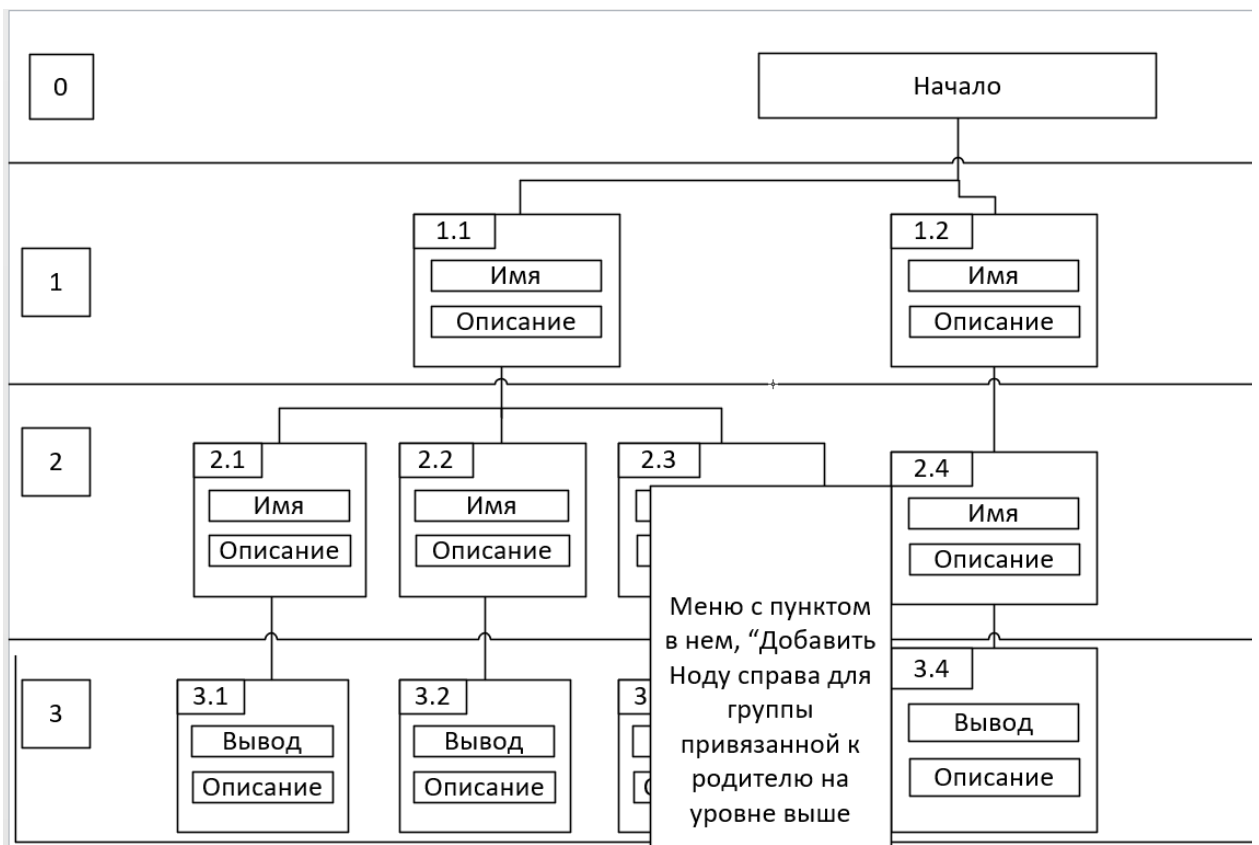 0
Начало
1
1.1
Имя
Описание
1.2
Имя
Описание
2
2.1
Имя
Описание
2.2
Имя
Описание
2.3
2.4
Имя
Описание
Меню с пунктом
в нем, “Добавить
Ноду справа для
группы
привязанной к
родителю на
уровне выше
3
3.1
Вывод
Описание
3.2
Вывод
Описание
3
3.4
Вывод
Описание